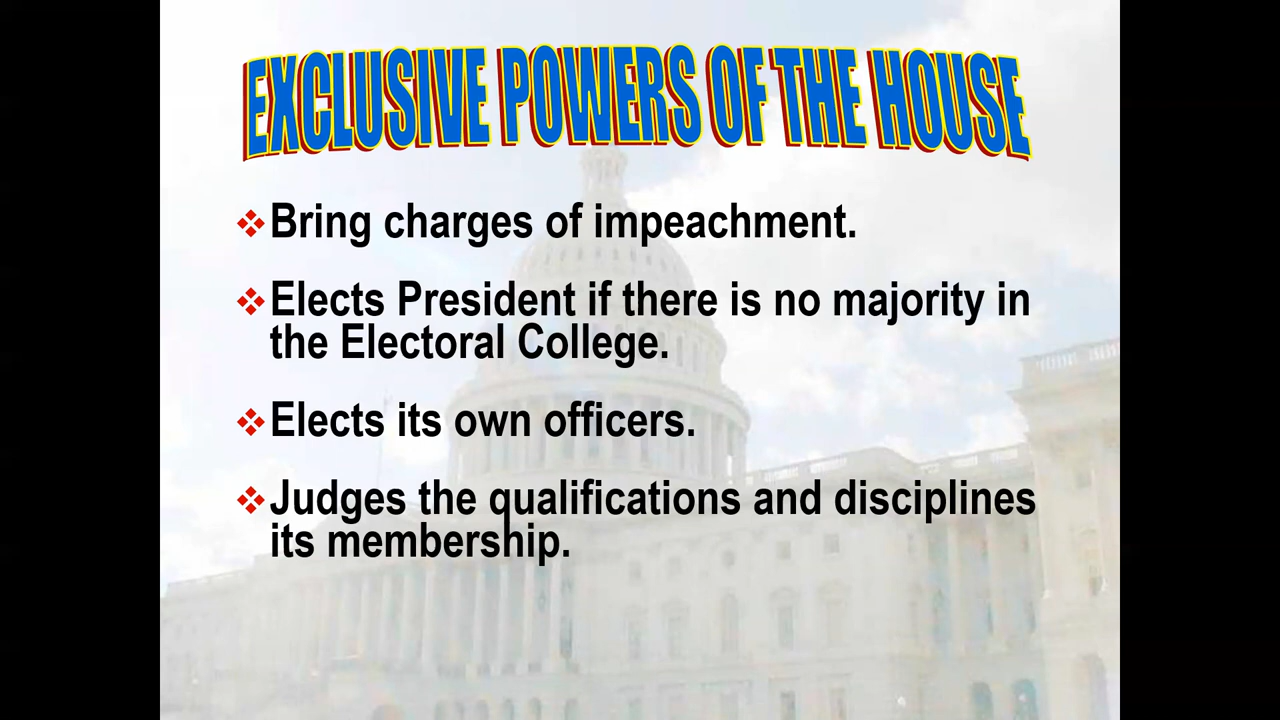 EXCLUSIVE POWERS OF THE HOUSE
Bring charges of impeachment.
Elects President if there is no majority in
the Electoral College.
Elects its own officers.
Judges the qualifications and disciplines
its membership.